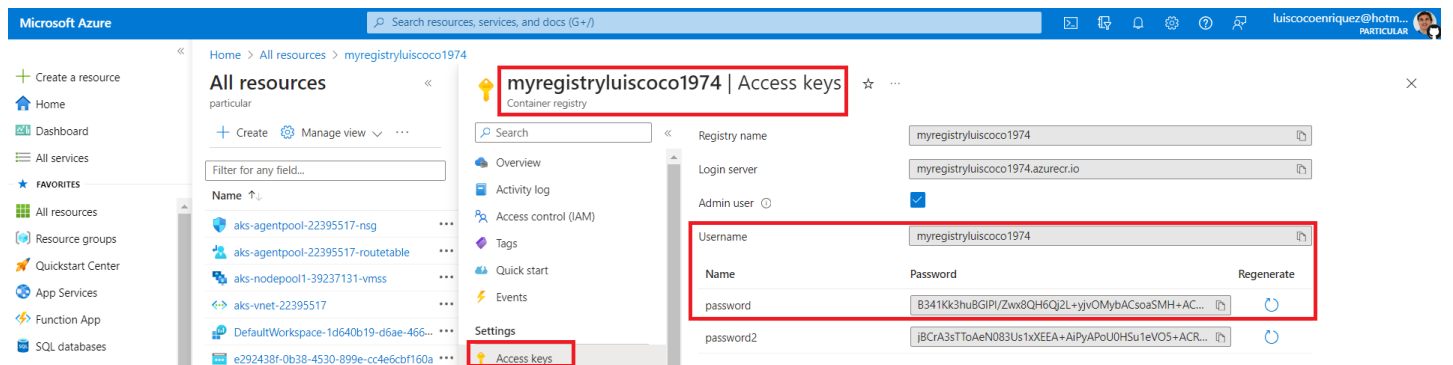 Microsoft Azure
Search resources, services, and docs (G+/)
luiscocoenriquez@hotm...
PARTICULAR
Create a resource
Home
Dashboard
All services
FAVORITES
All resources
Resource groups
Quickstart Center
App Services
Function App
SQL databases
Home > All resources > myregistryluiscoco1974
All resources
particular
Create Manage view ...
Filter for any field...
Name ↑↓
aks-agentpool-22395517-nsg
aks-agentpool-22395517-routetable
aks-nodepool1-39237131-vmss
aks-vnet-22395517
DefaultWorkspace-1d640b19-d6ae-466...
e292438f-0b38-4530-899e-cc4e6cbf160a
myregistryluiscoco1974 | Access keys
Container registry
Search
Overview
Activity log
Access control (IAM)
Tags
Quick start
Events
Settings
Access keys
Registry name myregistryluiscoco1974
Login server myregistryluiscoco1974.azurecr.io
Admin user
Username myregistryluiscoco1974
Name Password Regenerate
password B341Kk3huBGlPI/Zwx8QH6Qj2L+yjvOMybACsoaSMH+AC...
password2 jBCrA3sTToAeN083Us1xXEEA+AiPyAPoU0HSu1eVO5+ACR...